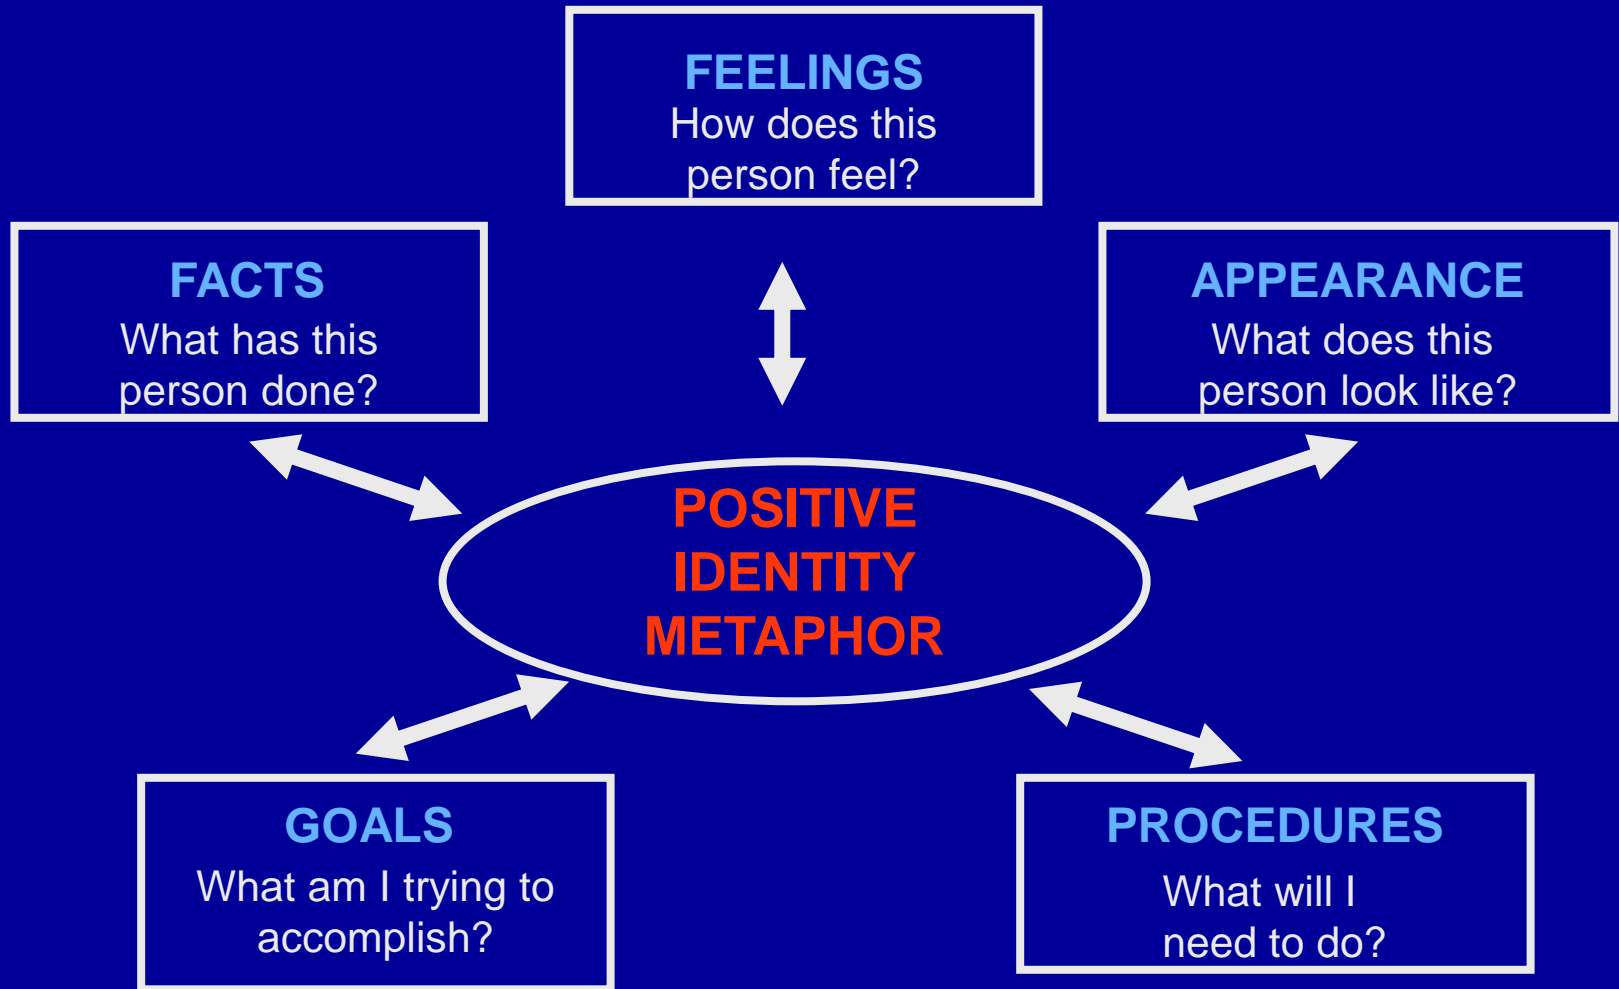 FEELINGS
How does this
person feel?
FACTS
What has this
person done?
APPEARANCE
What does this
person look like?
POSITIVE
IDENTITY
METAPHOR
GOALS
What am I trying to
accomplish?
PROCEDURES
What will I
need to do?